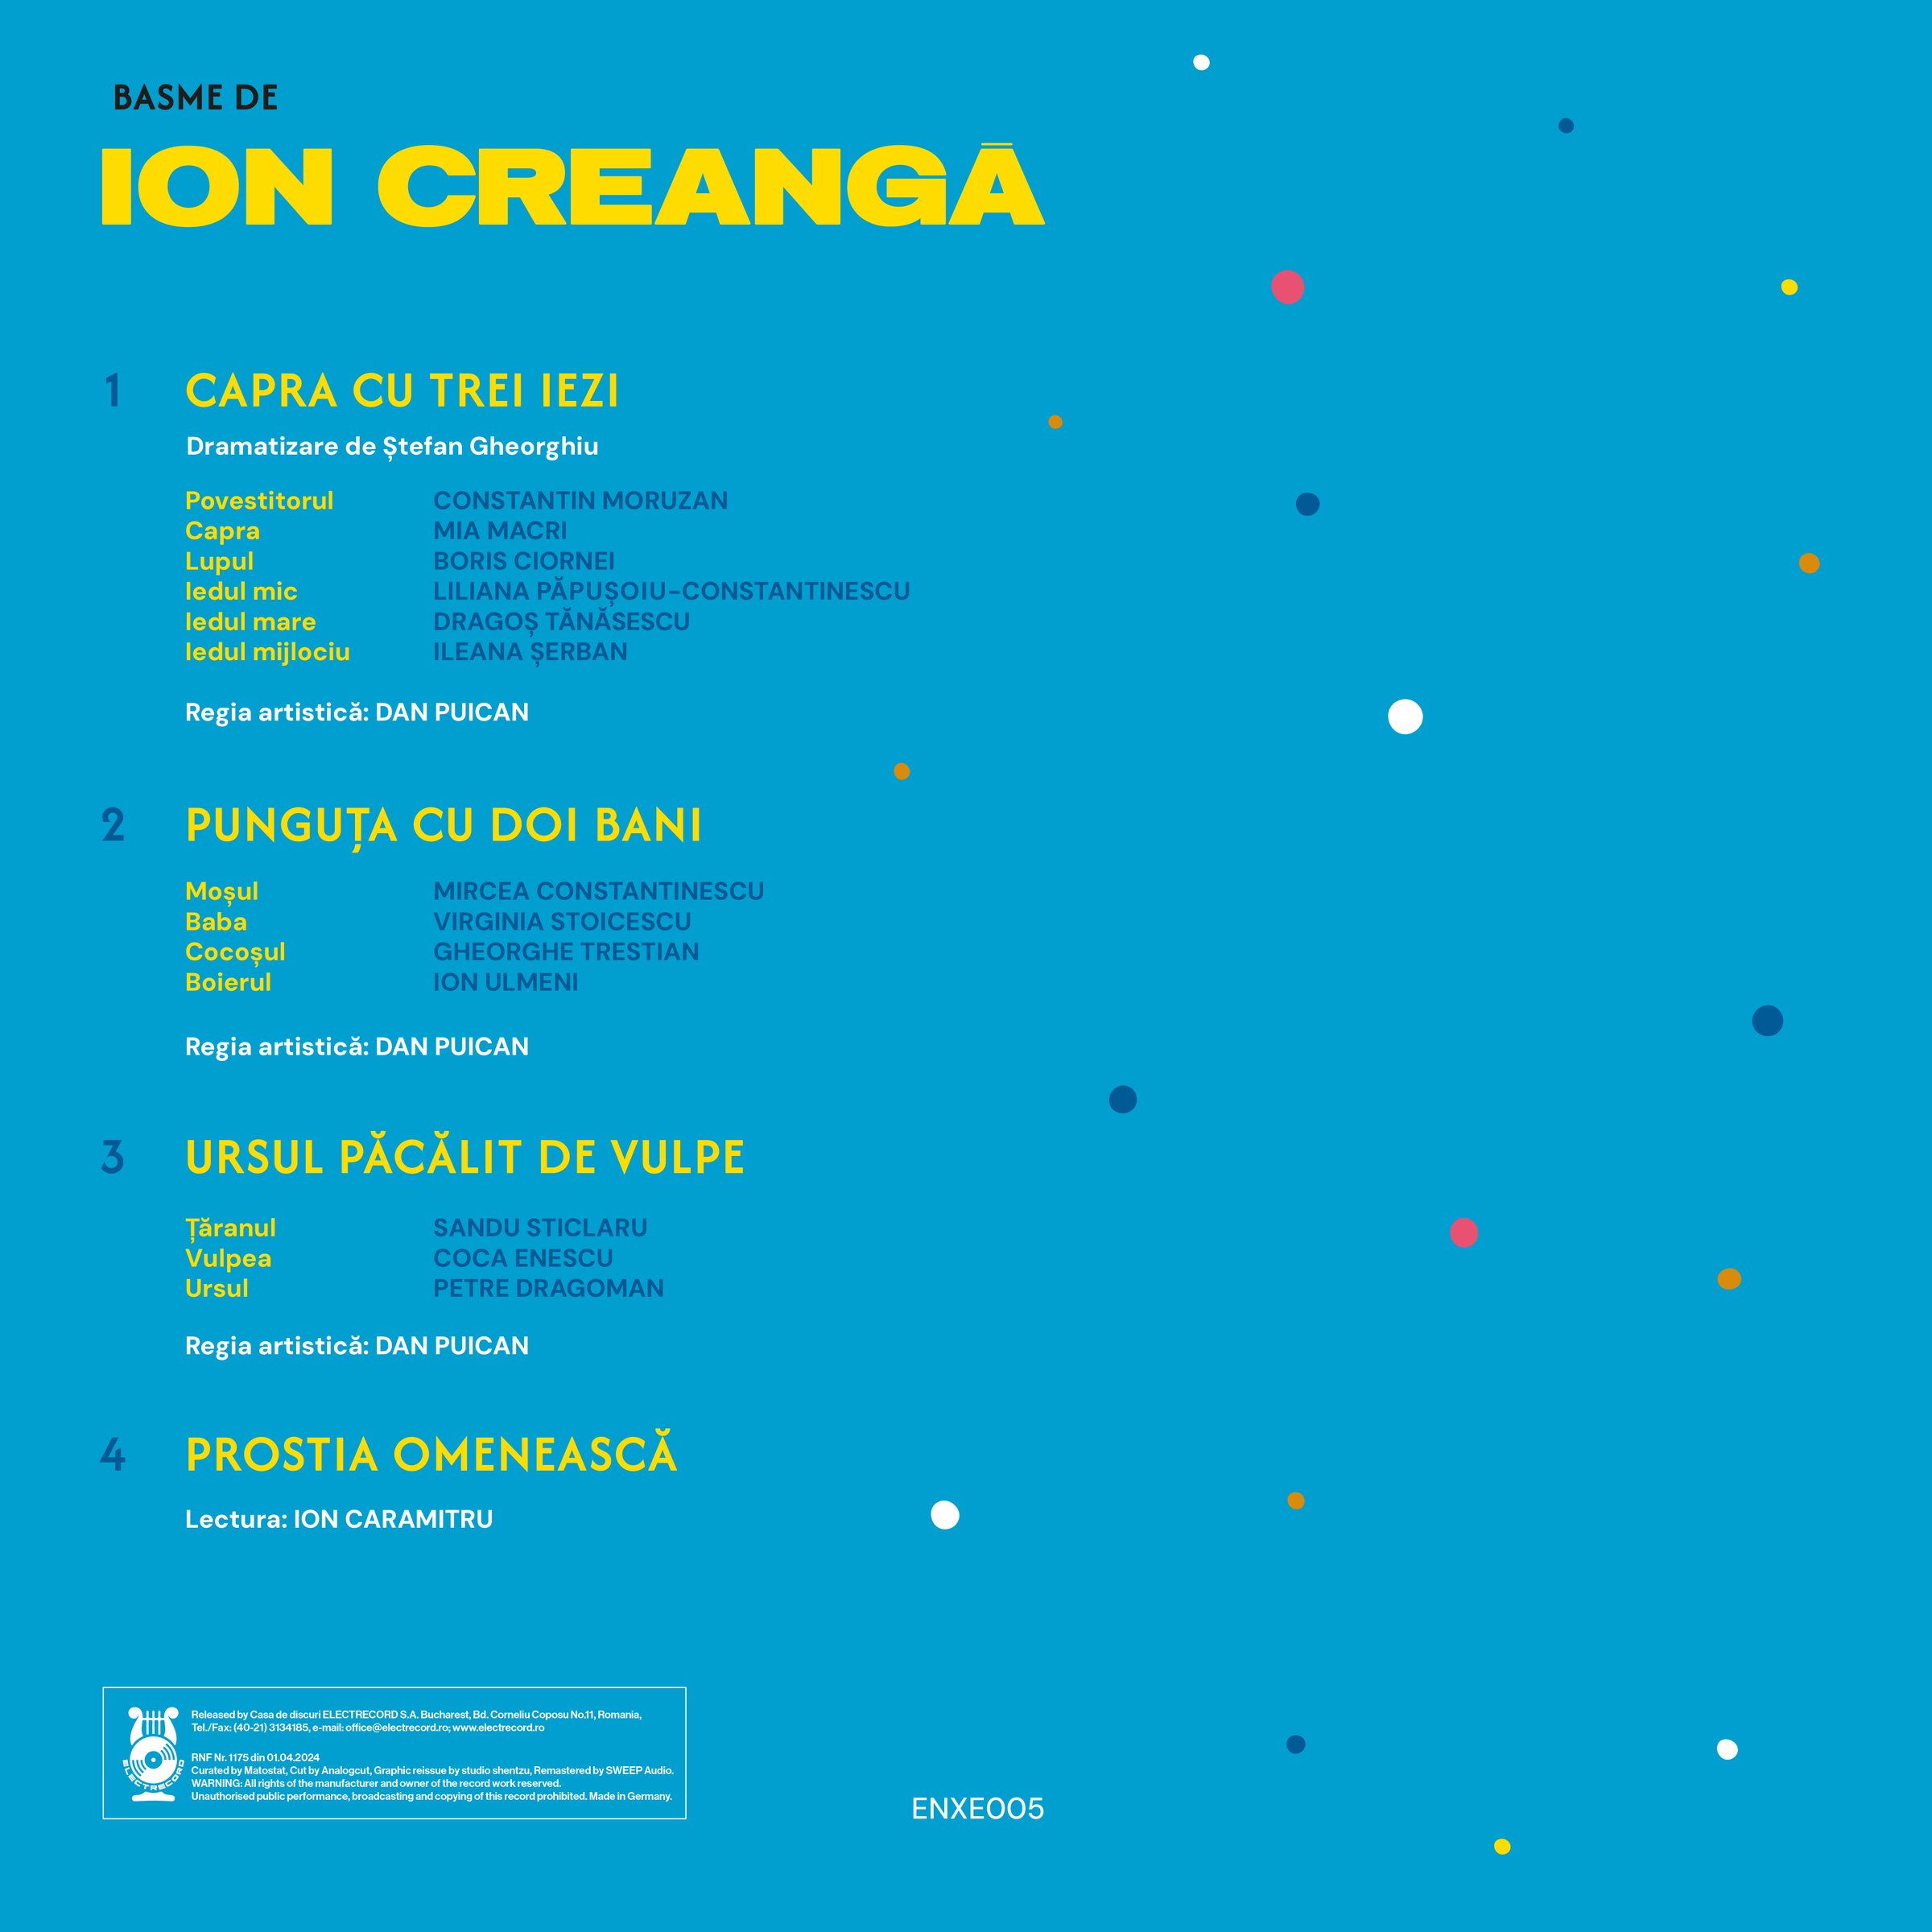 BASME DE
ION CREANGĀ
1 CAPRA CU TREI IEZI
Dramatizare de Ștefan Gheorghiu
Povestitorul CONSTANTIN MORUZAN
Capra MIA MACRI
Lupul BORIS CIORNEI
Iedul mic LILIANA PĂPUȘOIU-CONSTANTINESCU
Iedul mare DRAGOȘ TĂNĂSESCU
Iedul mijlociu ILEANA ȘERBAN
Regia artistică: DAN PUICAN
2 PUNGUȚA CU DOI BANI
Moșul MIRCEA CONSTANTINESCU
Baba VIRGINIA STOICESCU
Cocoșul GHEORGHE TRESTIAN
Boierul ION ULMENI
Regia artistică: DAN PUICAN
3 URSUL PĂCĂLIT DE VULPE
Țăranul SANDU STICLARU
Vulpea COCA ENESCU
Ursul PETRE DRAGOMAN
Regia artistică: DAN PUICAN
4 PROSTIA OMENEASCĂ
Lectura: ION CARAMITRU
ELECTRECORD
Released by Casa de discuri ELECTRECORD S.A. Bucharest, Bd. Corneliu Coposu No.11, Romania,
Tel./Fax: (40-21) 3134185, e-mail: office@electrecord.ro; www.electrecord.ro
RNF Nr. 1175 din 01.04.2024
Curated by Matostat, Cut by Analogcut, Graphic reissue by studio shentzu, Remastered by SWEEP Audio.
WARNING: All rights of the manufacturer and owner of the record work reserved.
Unauthorised public performance, broadcasting and copying of this record prohibited. Made in Germany.
ENXE005